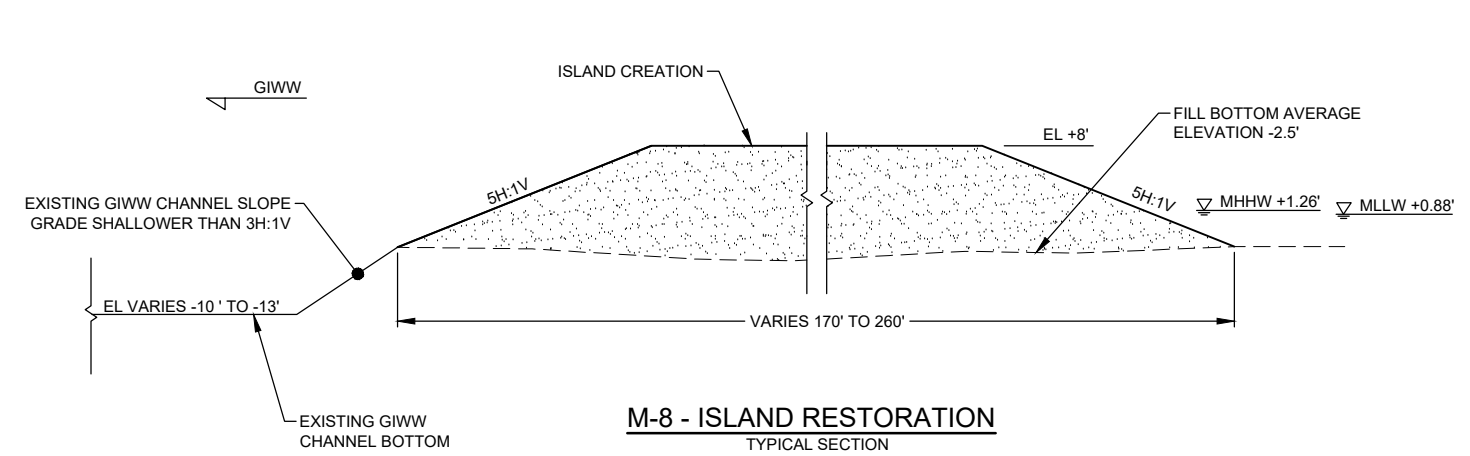 ISLAND CREATION
GIWW
FILL BOTTOM AVERAGE
ELEVATION -2.5'
EL +8'
5H:1V
5H:1V
EXISTING GIWW CHANNEL SLOPE
GRADE SHALLOWER THAN 3H:1V
MHHW +1.26'
MLLW +0.88'
EL VARIES -10 ' TO -13'
VARIES 170' TO 260'
EXISTING GIWW
CHANNEL BOTTOM
M-8 - ISLAND RESTORATION
TYPICAL SECTION